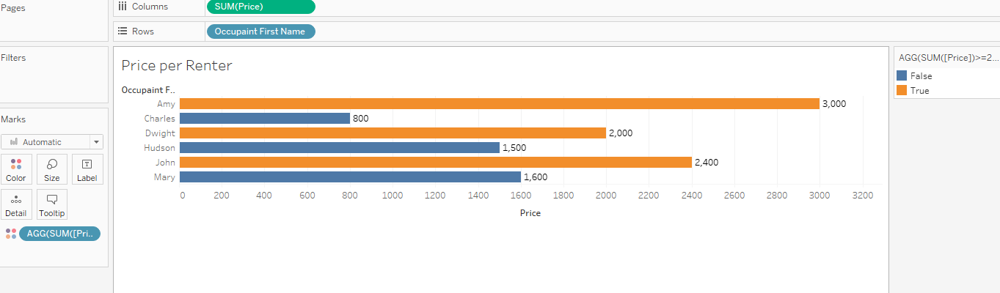 Pages
Columns
SUM(Price)
Rows
Occupaint First Name
Filters
Marks
Automatic
Color
Size
Label
Detail
Tooltip
AGG(SUM([Pri..
Price per Renter
Occupaint F..
Amy
3,000
Charles
800
Dwight
2,000
Hudson
1,500
John
2,400
Mary
1,600
0 200 400 600 800 1000 1200 1400 1600 1800 2000 2200 2400 2600 2800 3000 3200
Price
AGG(SUM([Price])>=2...
False
True